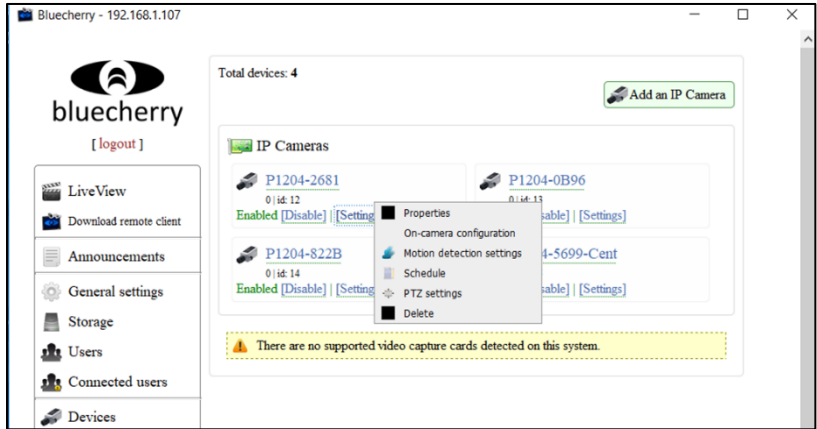 Bluecherry - 192.168.1.107
bluecherry
[ logout ]
LiveView
Download remote client
Announcements
General settings
Storage
Users
Connected users
Devices
Total devices: 4
Add an IP Camera
IP Cameras
P1204-2681
0 | id: 12
Enabled [Disable] | [Setting
P1204-0B96
0 | id: 13
sable] | [Settings]
P1204-822B
0 | id: 14
Enabled [Disable] | [Setting
4-5699-Cent
sable] | [Settings]
Properties
On-camera configuration
Motion detection settings
Schedule
PTZ settings
Delete
There are no supported video capture cards detected on this system.